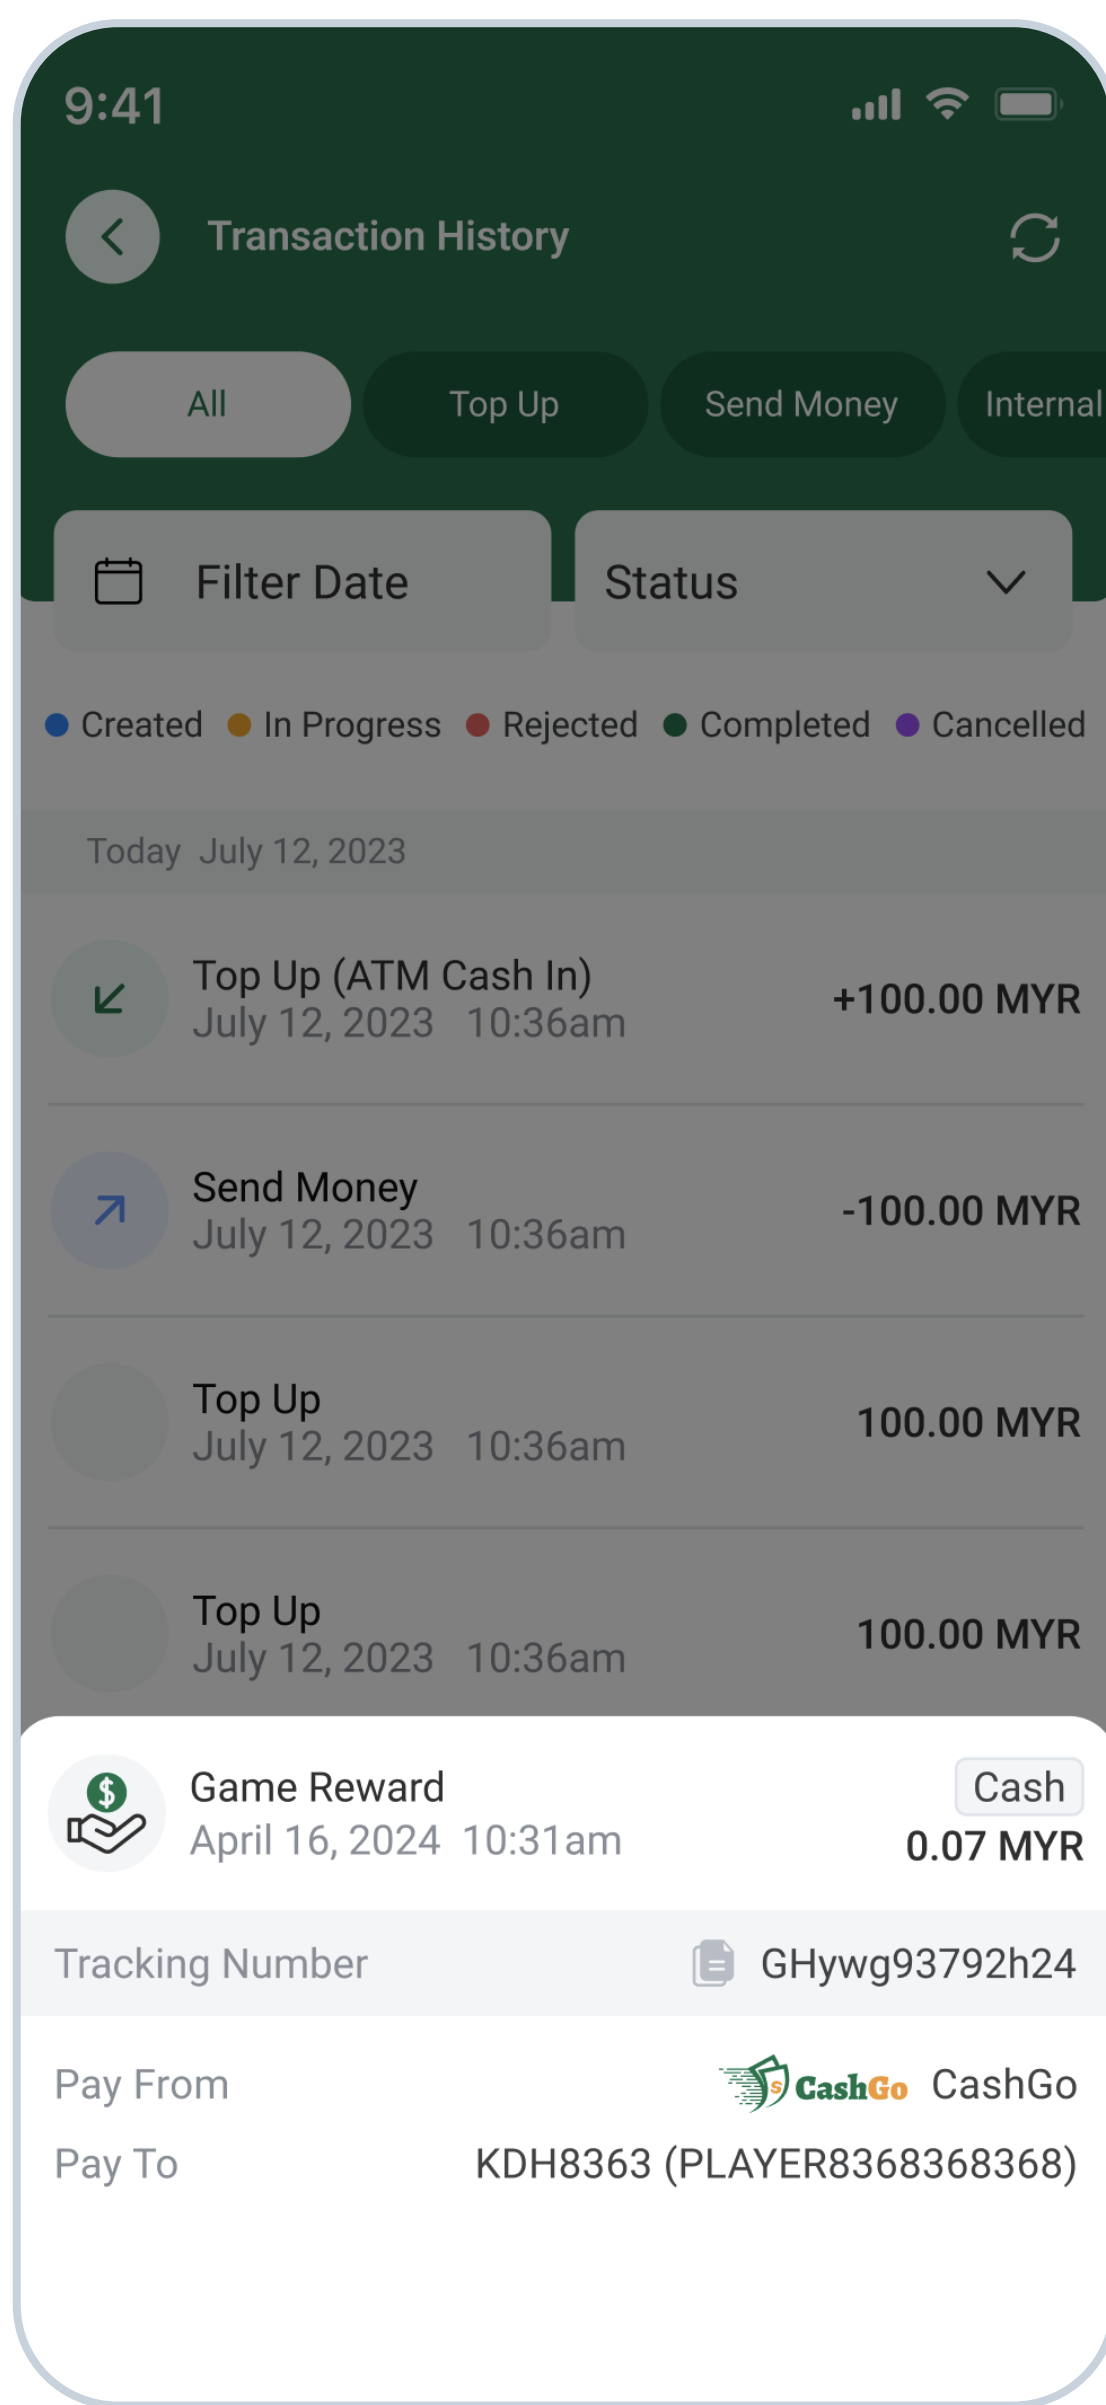 9:41
Transaction History
All Top Up Send Money Internal
Filter Date Status
Created In Progress Rejected Completed Cancelled
Today July 12, 2023
Top Up (ATM Cash In)
July 12, 2023 10:36am
+100.00 MYR
Send Money
July 12, 2023 10:36am
-100.00 MYR
Top Up
July 12, 2023 10:36am
100.00 MYR
Top Up
July 12, 2023 10:36am
100.00 MYR
Game Reward
April 16, 2024 10:31am
Cash
0.07 MYR
Tracking Number GHywg93792h24
Pay From CashGo CashGo
Pay To KDH8363 (PLAYER8368368368)